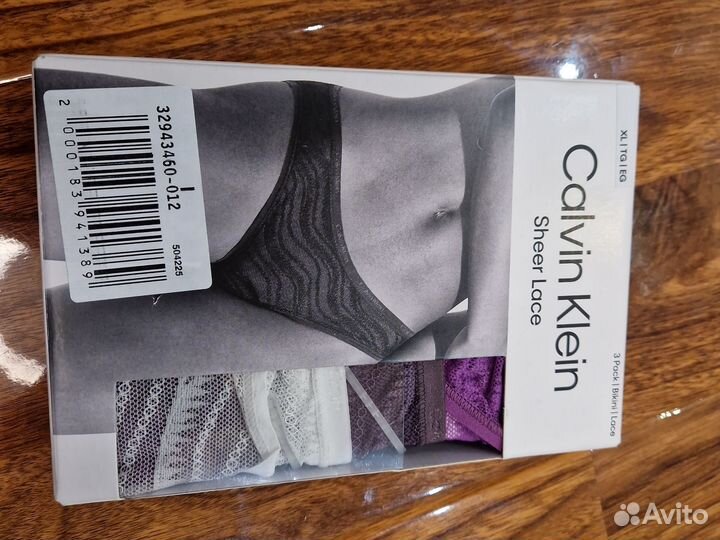 XL | TG | EG
Calvin Klein
Sheer Lace
3 Pack | Bikini | Lace
32943460-012
504225
2 000183 941389
Avito